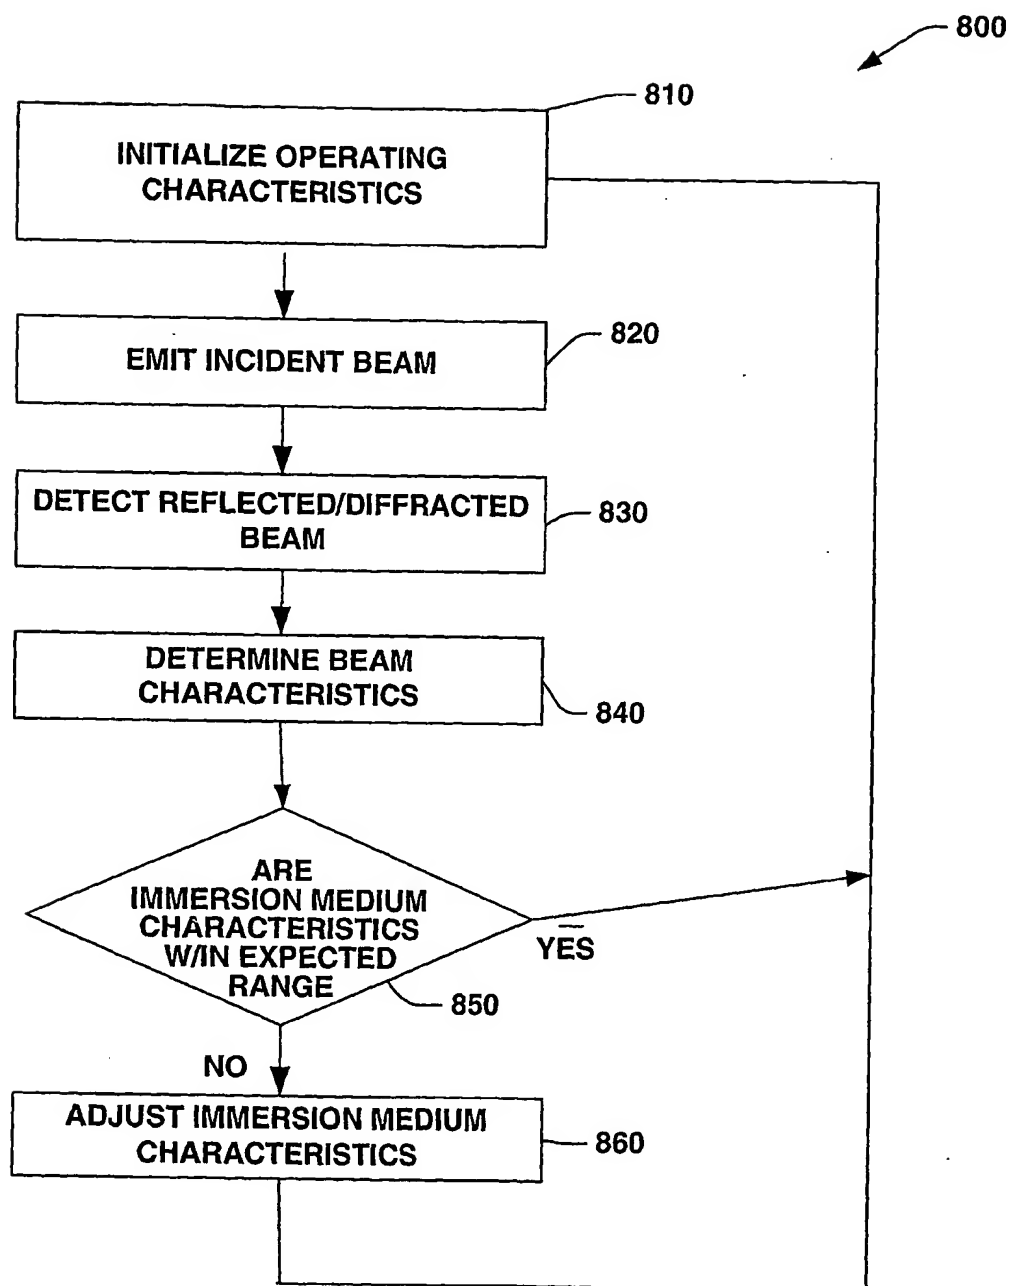 800
810
INITIALIZE OPERATING
CHARACTERISTICS
820
EMIT INCIDENT BEAM
DETECT REFLECTED/DIFFRACTED
BEAM
830
DETERMINE BEAM
CHARACTERISTICS
840
ARE
IMMERSION MEDIUM
CHARACTERISTICS
W/IN EXPECTED
RANGE
YES
850
NO
ADJUST IMMERSION MEDIUM
CHARACTERISTICS
860